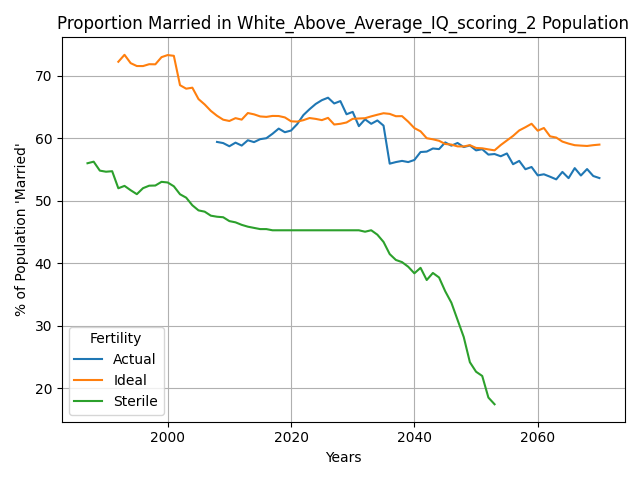 Proportion Married in White_Above_Average_IQ_scoring_2 Population
% of Population 'Married'
70
60
50
40
30
20
Fertility
Actual
Ideal
Sterile
2000
2020
2040
2060
Years